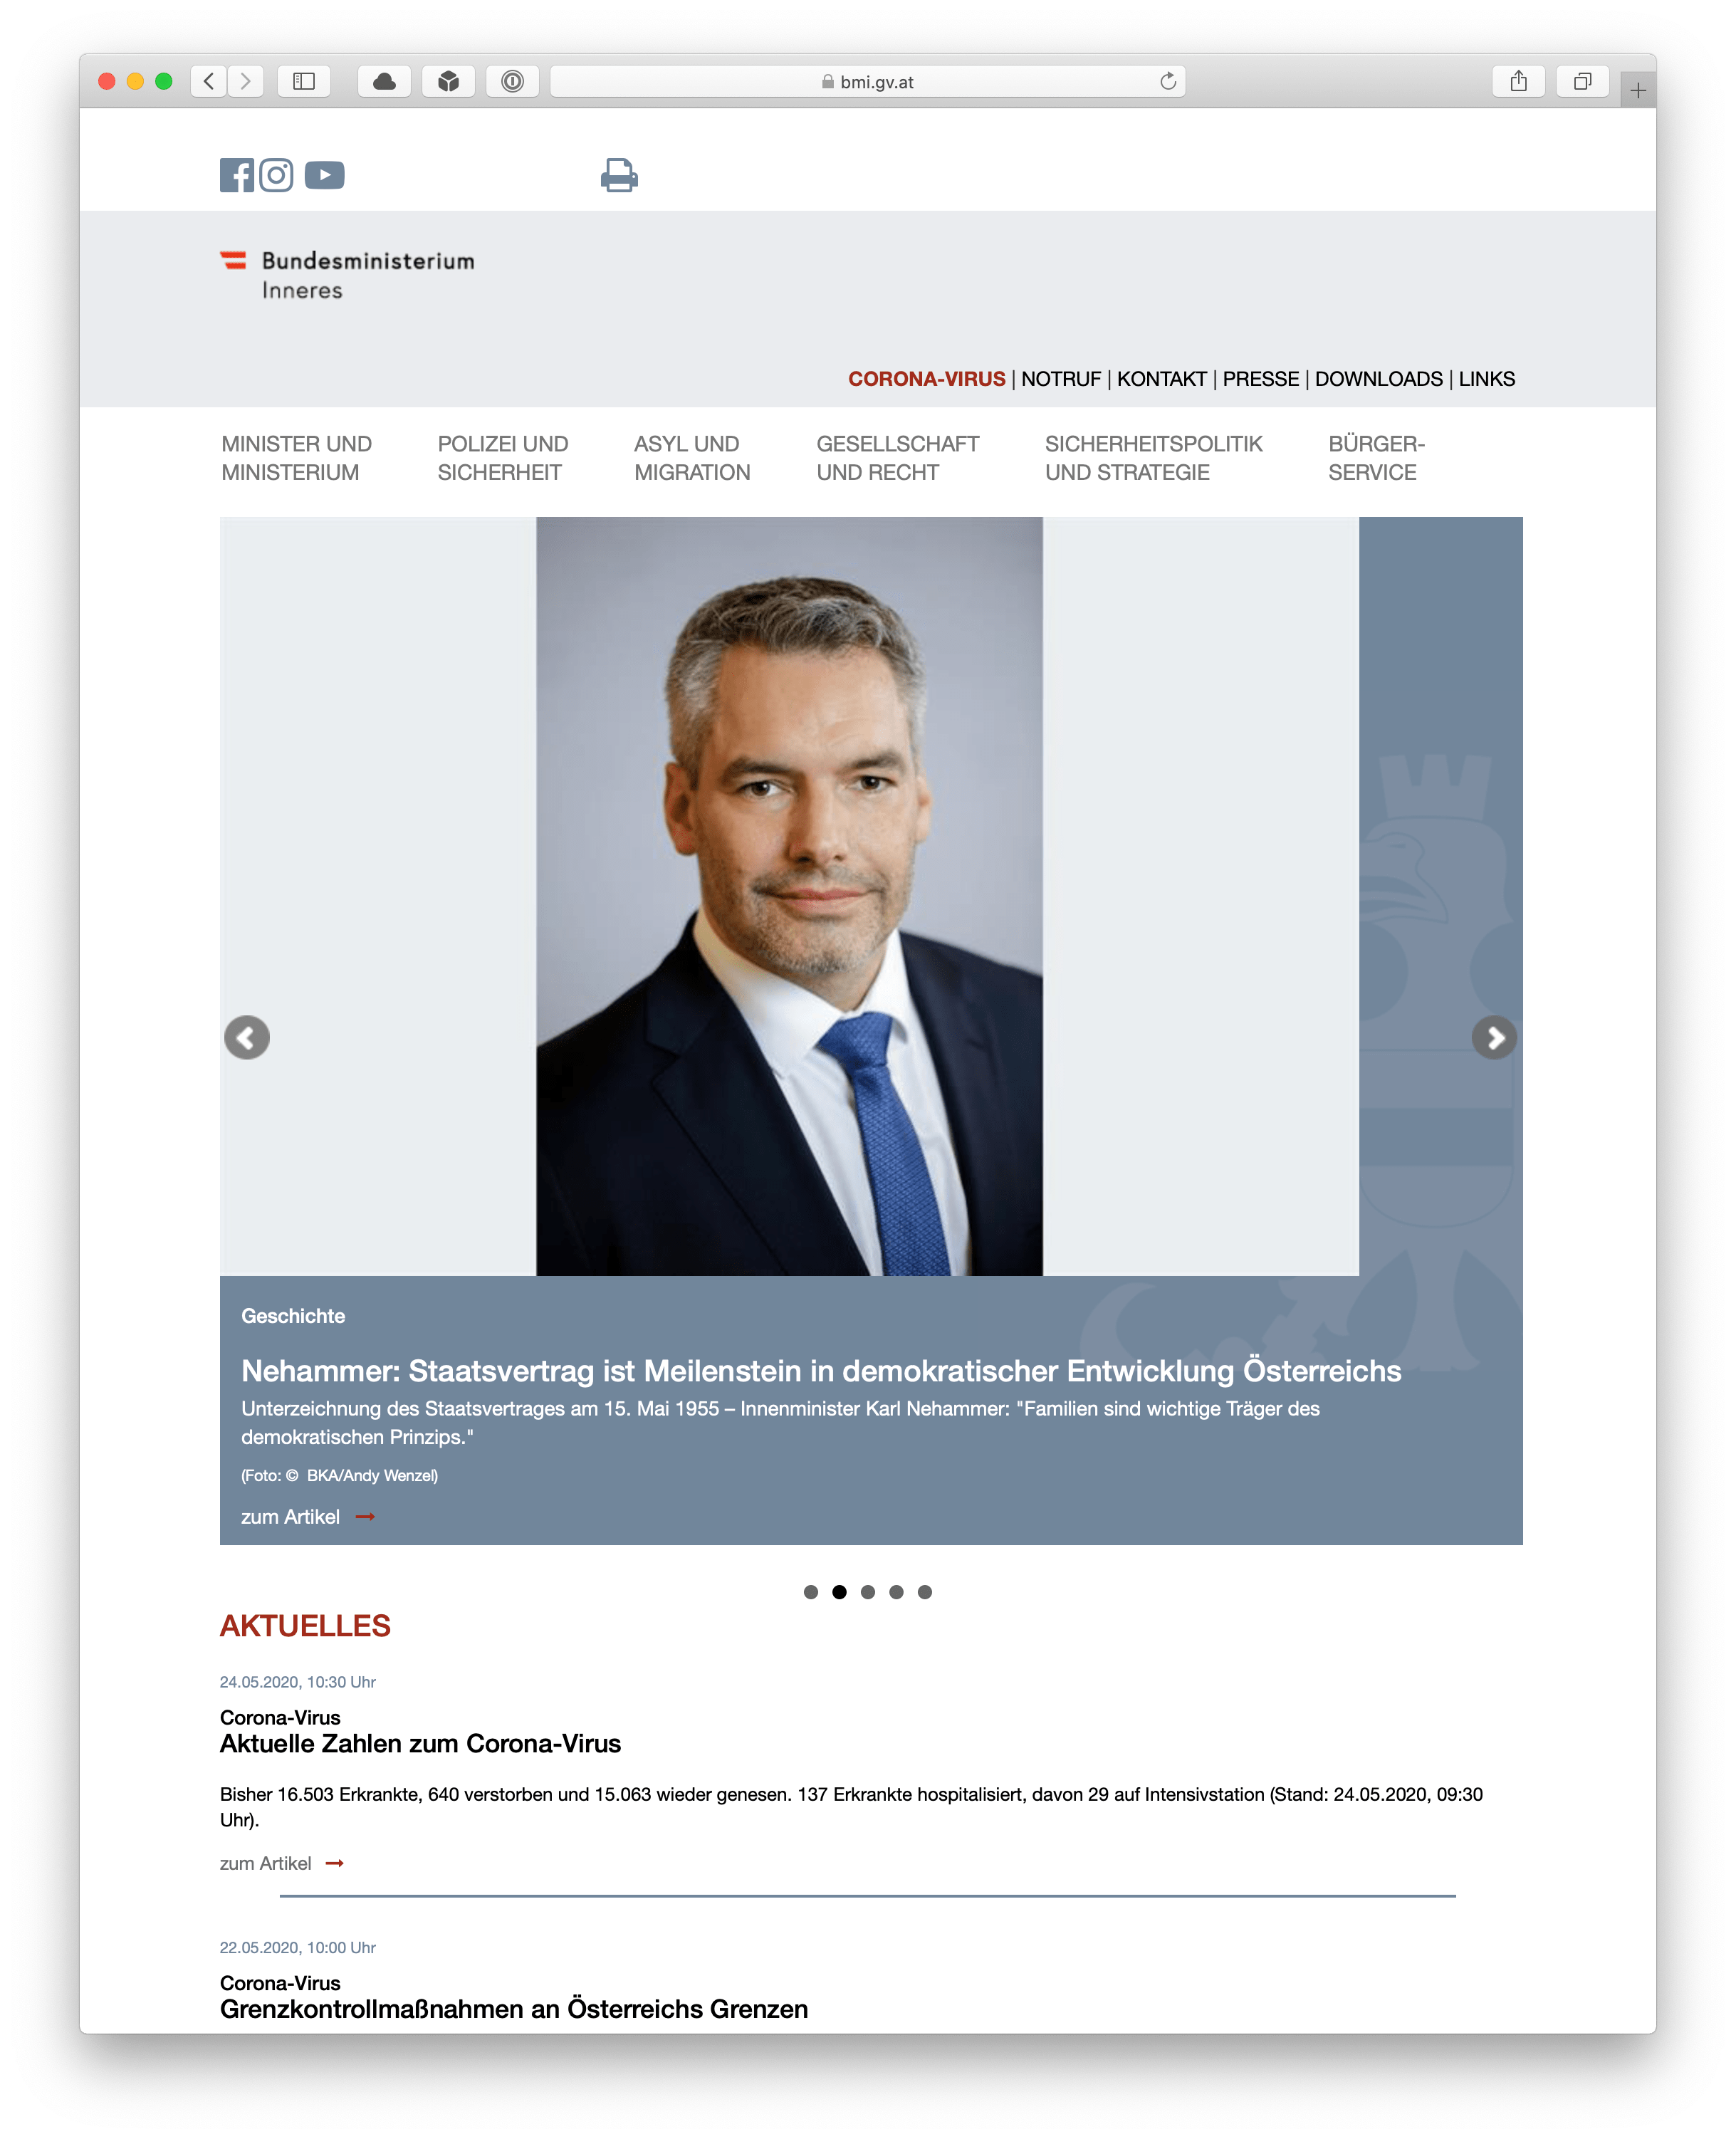 bmi.gv.at
Bundesministerium
Inneres
CORONA-VIRUS | NOTRUF | KONTAKT | PRESSE | DOWNLOADS | LINKS
MINISTER UND
MINISTERIUM
POLIZEI UND
SICHERHEIT
ASYL UND
MIGRATION
GESELLSCHAFT
UND RECHT
SICHERHEITSPOLITIK
UND STRATEGIE
BÜRGER-
SERVICE
Geschichte
Nehammer: Staatsvertrag ist Meilenstein in demokratischer Entwicklung Österreichs
Unterzeichnung des Staatsvertrages am 15. Mai 1955 – Innenminister Karl Nehammer: "Familien sind wichtige Träger des
demokratischen Prinzips."
(Foto: © BKA/Andy Wenzel)
zum Artikel
AKTUELLES
24.05.2020, 10:30 Uhr
Corona-Virus
Aktuelle Zahlen zum Corona-Virus
Bisher 16.503 Erkrankte, 640 verstorben und 15.063 wieder genesen. 137 Erkrankte hospitalisiert, davon 29 auf Intensivstation (Stand: 24.05.2020, 09:30
Uhr).
zum Artikel
22.05.2020, 10:00 Uhr
Corona-Virus
Grenzkontrollmaßnahmen an Österreichs Grenzen